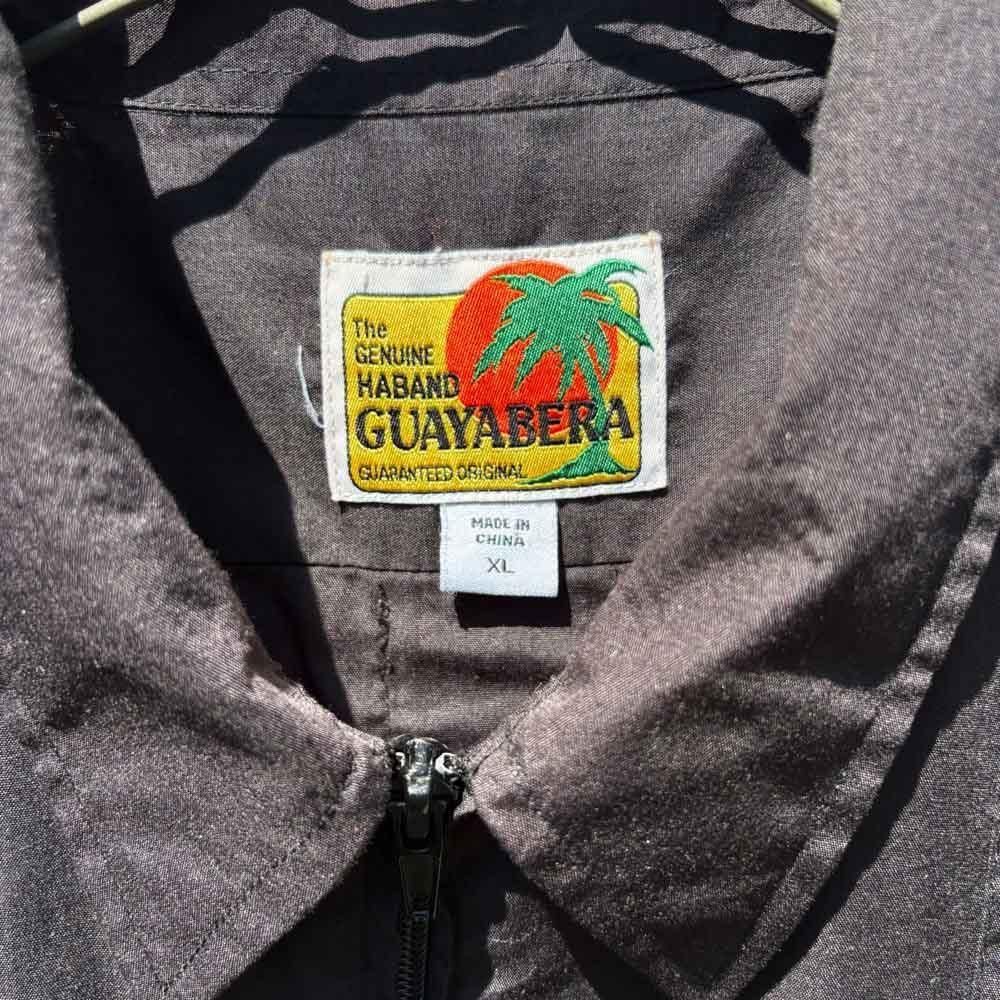 The
GENUINE
HABAND
GUAYABERA
GUARANTEED ORIGINAL
MADE IN
CHINA
XL